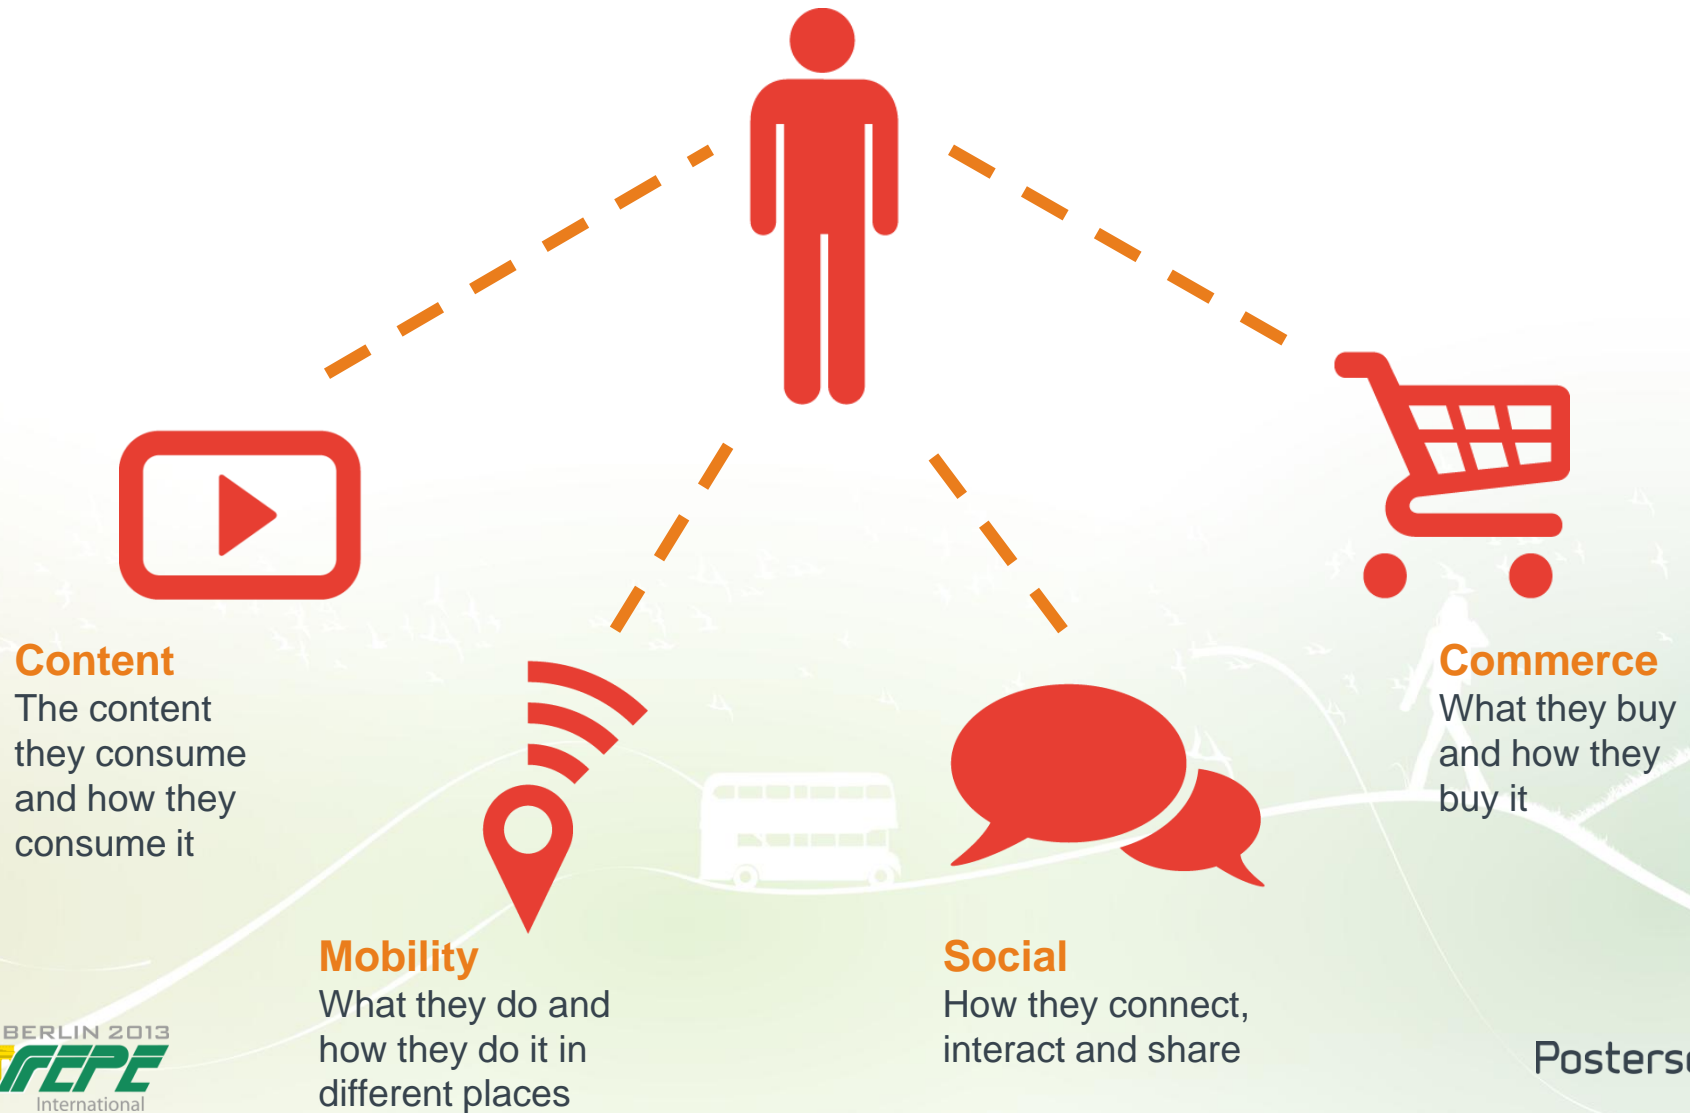 Content
The content
they consume
and how they
consume it
Mobility
What they do and
how they do it in
different places
Social
How they connect,
interact and share
Commerce
What they buy
and how they
buy it
BERLIN 2013
FEPE
International